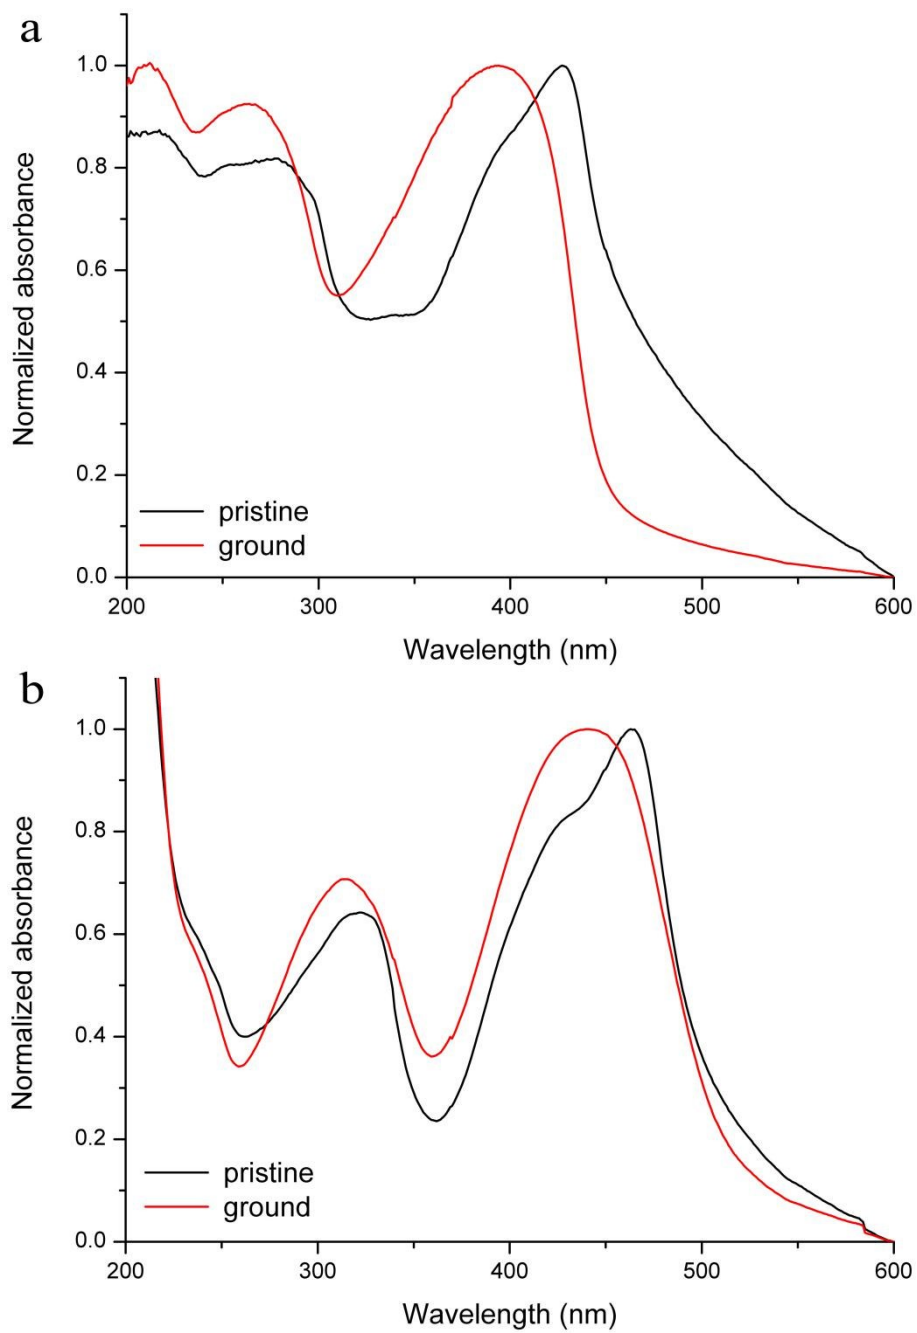 a
1.0
0.8
0.6
0.4
0.2
0.0
Normalized absorbance
pristine
ground
200 300 400 500 600
Wavelength (nm)
b
1.0
0.8
0.6
0.4
0.2
0.0
Normalized absorbance
pristine
ground
200 300 400 500 600
Wavelength (nm)